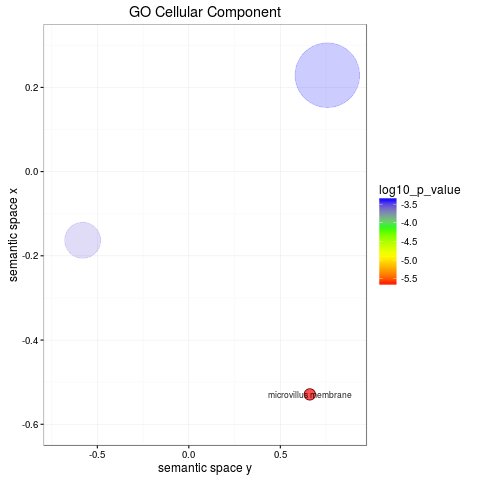 GO Cellular Component
semantic space x
0.2
0.0
-0.2
-0.4
-0.6
-0.5
0.0
0.5
semantic space y
microvillus membrane
log10_p_value
-3.5
-4.0
-4.5
-5.0
-5.5